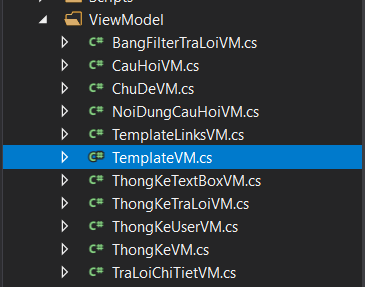 Scripts
ViewModel
C# BangFilterTraLoiVM.cs
C# CauHoiVM.cs
C# ChuDeVM.cs
C# NoiDungCauHoiVM.cs
C# TemplateLinksVM.cs
C# TemplateVM.cs
C# ThongKeTextBoxVM.cs
C# ThongKeTraLoiVM.cs
C# ThongKeUserVM.cs
C# ThongKeVM.cs
C# TraLoiChiTietVM.cs